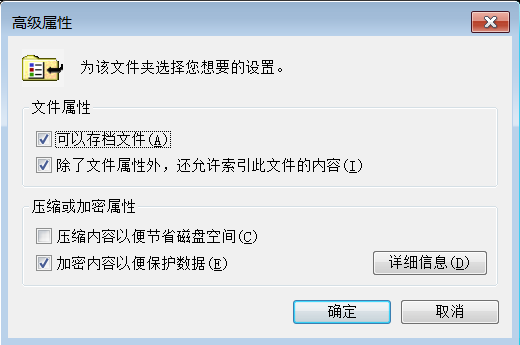 高级属性
为该文件夹选择您想要的设置。
文件属性
可以存档文件(A)
除了文件属性外，还允许索引此文件的内容(I)
压缩或加密属性
压缩内容以便节省磁盘空间(C)
加密内容以便保护数据(E)
详细信息(D)
确定
取消